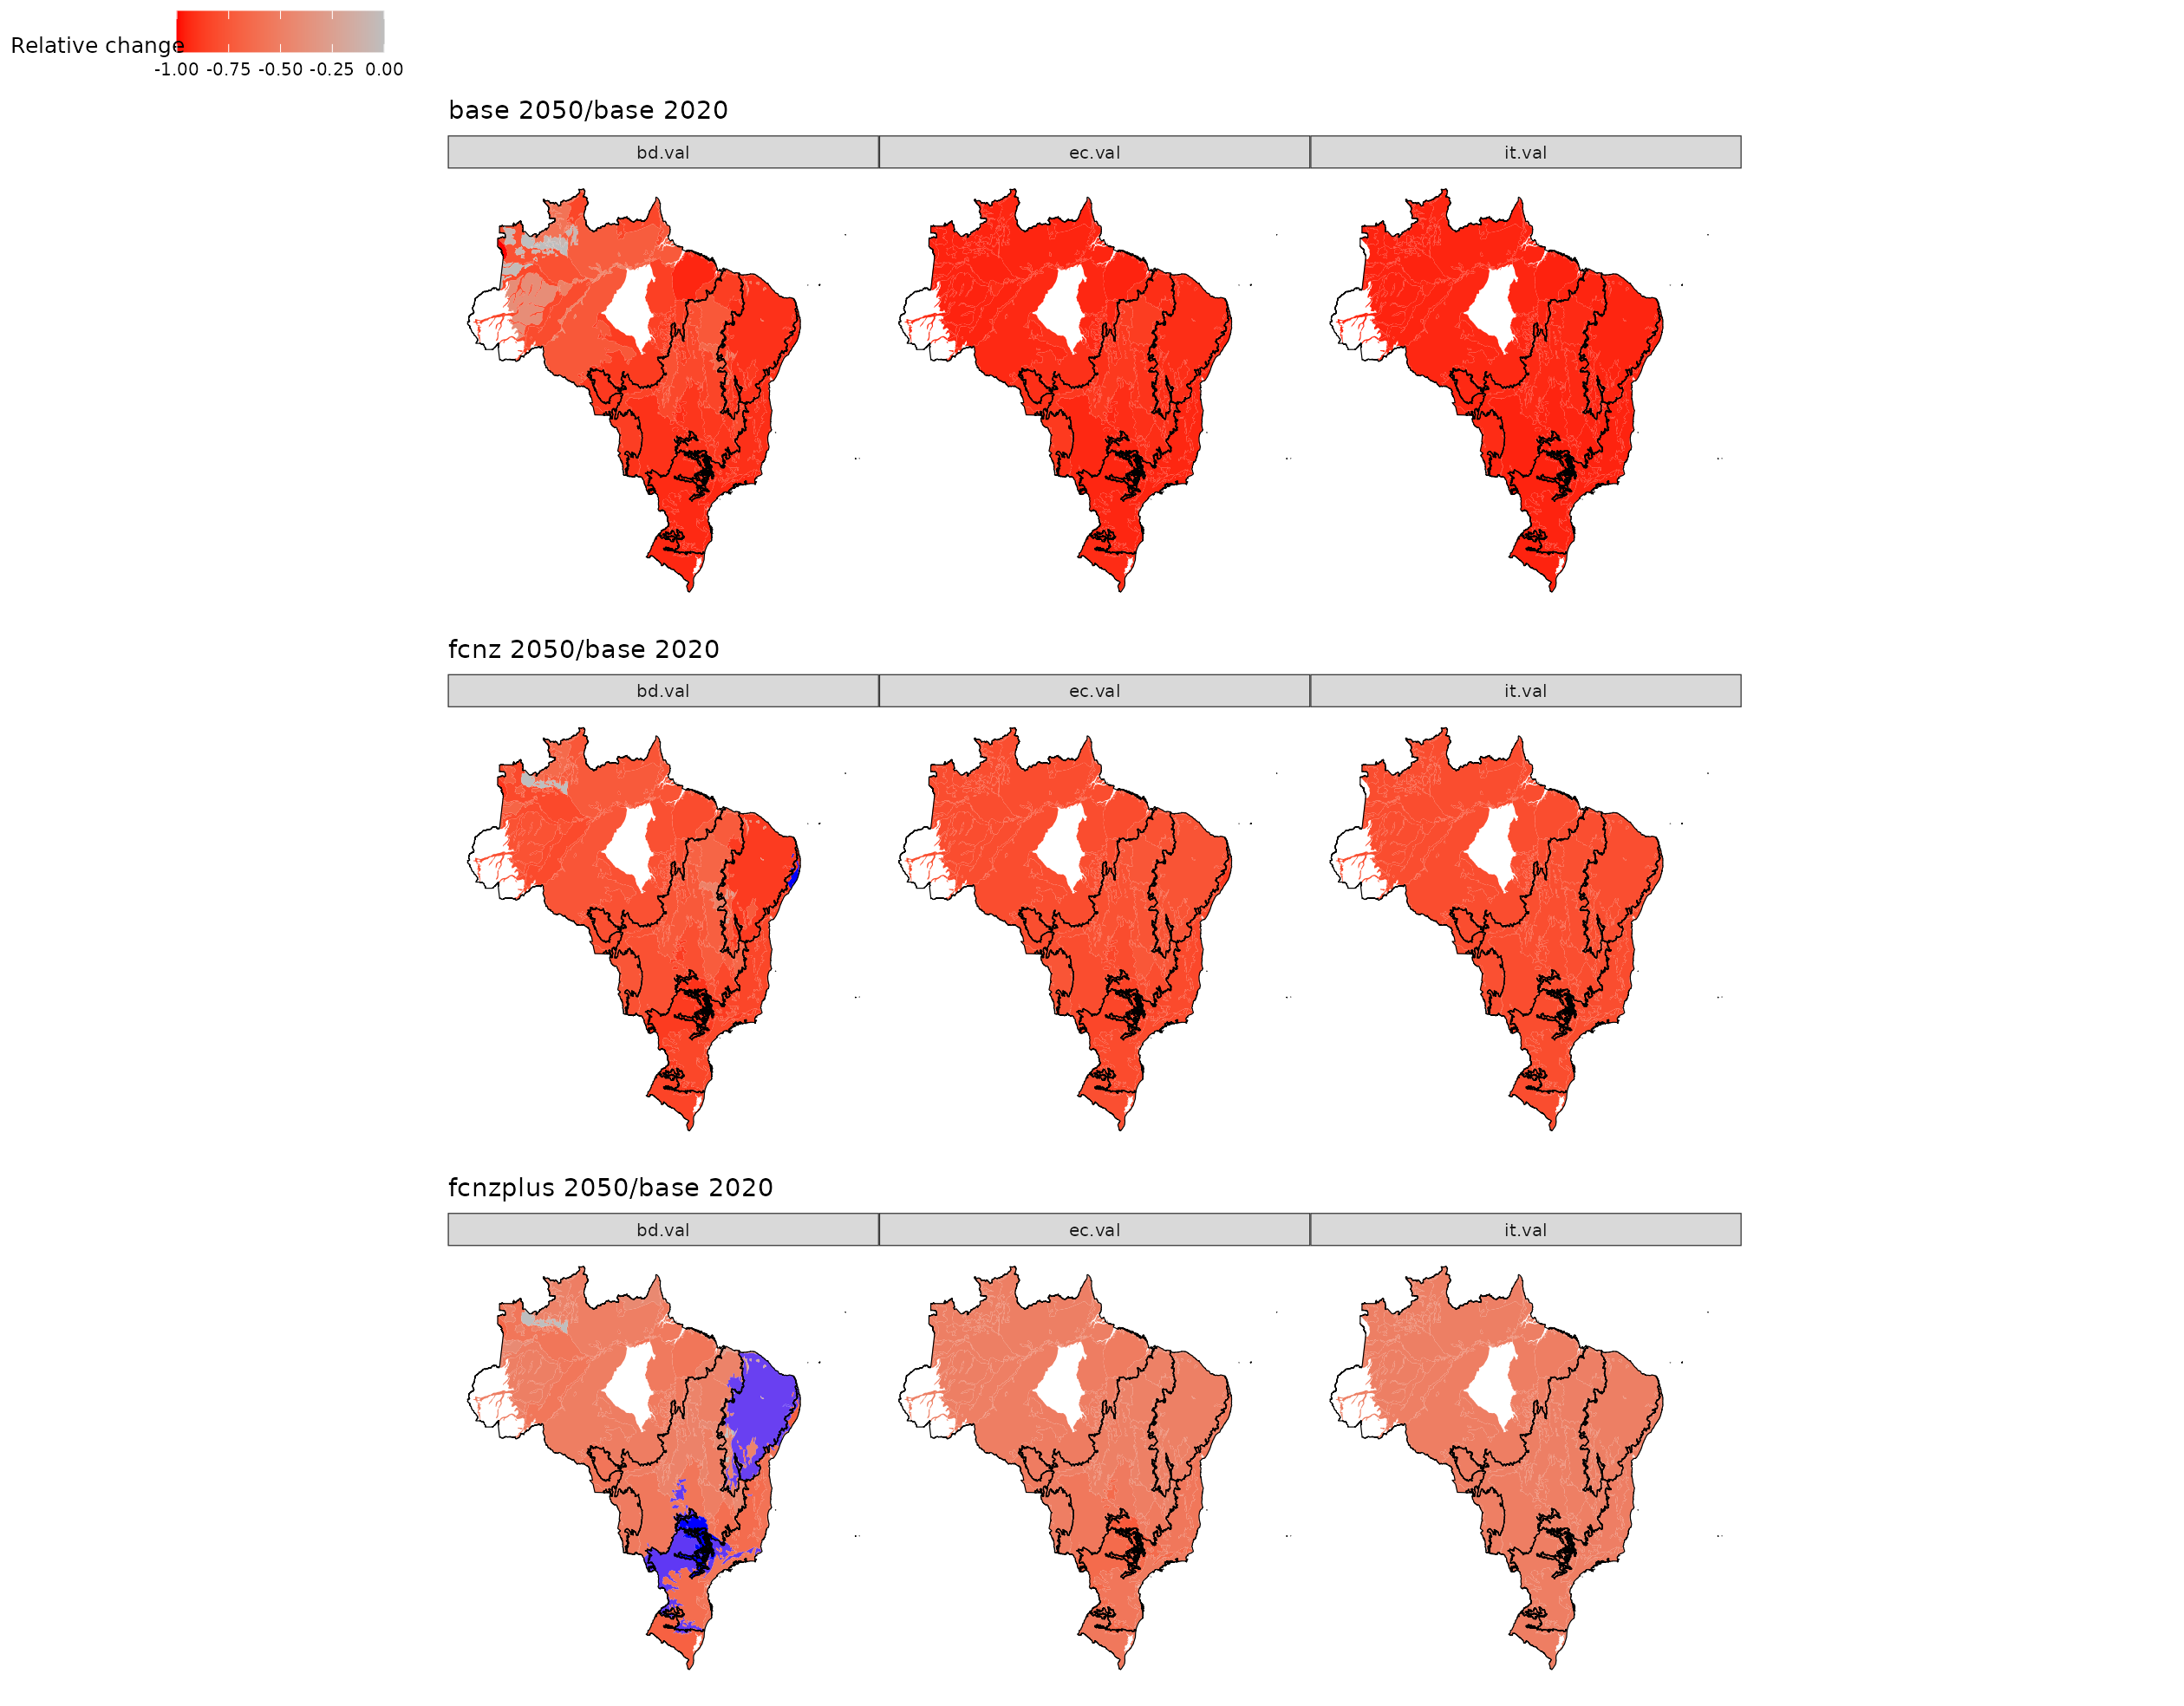 Relative change
-1.00 -0.75 -0.50 -0.25 0.00
base 2050/base 2020
bd.val ec.val it.val
fcnz 2050/base 2020
bd.val ec.val it.val
fcnzplus 2050/base 2020
bd.val ec.val it.val